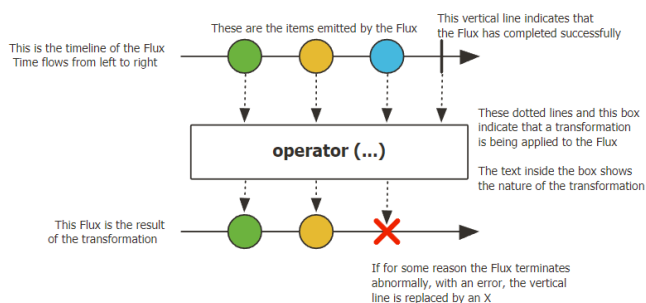 These are the items emitted by the Flux
This vertical line indicates that
the Flux has completed successfully
This is the timeline of the Flux
Time flows from left to right
These dotted lines and this box
indicate that a transformation
is being applied to the Flux
operator (...)
The text inside the box shows
the nature of the transformation
This Flux is the result
of the transformation
If for some reason the Flux terminates
abnormally, with an error, the vertical
line is replaced by an X